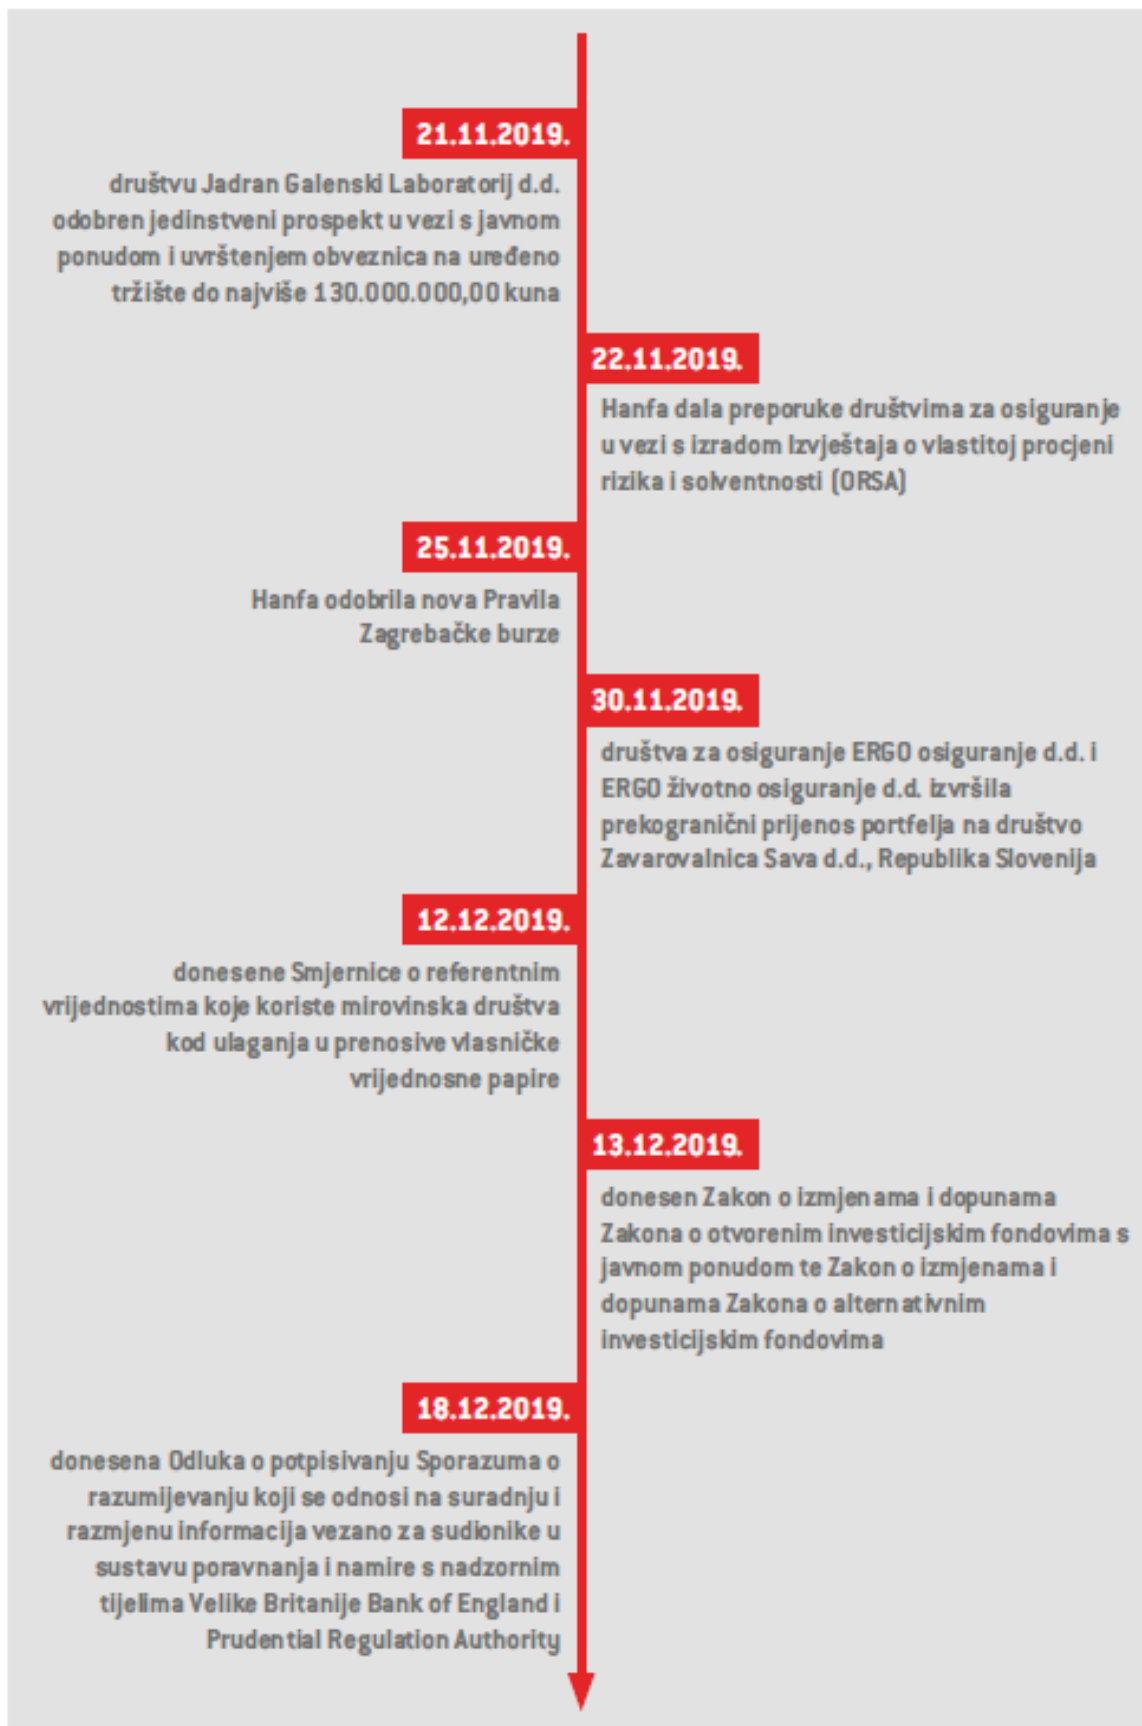 21.11.2019.
društvu Jadran Galenski Laboratorij d.d.
odobren jedinstveni prospekt u vezi s javnom
ponudom i uvrštenjem obveznica na uređeno
tržište do najviše 130.000.000,00 kuna
22.11.2019.
Hanfa dala preporuke društvima za osiguranje
u vezi s izradom Izvještaja o vlastitoj procjeni
rizika i solventnosti (ORSA)
25.11.2019.
Hanfa odobrila nova Pravila
Zagrebačke burze
30.11.2019.
društva za osiguranje ERGO osiguranje d.d. i
ERGO životno osiguranje d.d. izvršila
prekogranični prijenos portfelja na društvo
Zavarovalnica Sava d.d., Republika Slovenija
12.12.2019.
donesene Smjernice o referentnim
vrijednostima koje koriste mirovinska društva
kod ulaganja u prenosive vlasničke
vrijednosne papire
13.12.2019.
donesen Zakon o izmjenama i dopunama
Zakona o otvorenim investicijskim fondovima s
javnom ponudom te Zakon o izmjenama i
dopunama Zakona o alternativnim
investicijskim fondovima
18.12.2019.
donesena Odluka o potpisivanju Sporazuma o
razumijevanju koji se odnosi na suradnju i
razmjenu informacija vezano za sudionike u
sustavu poravnanja i namire s nadzornim
tijelima Velike Britanije Bank of England i
Prudential Regulation Authority